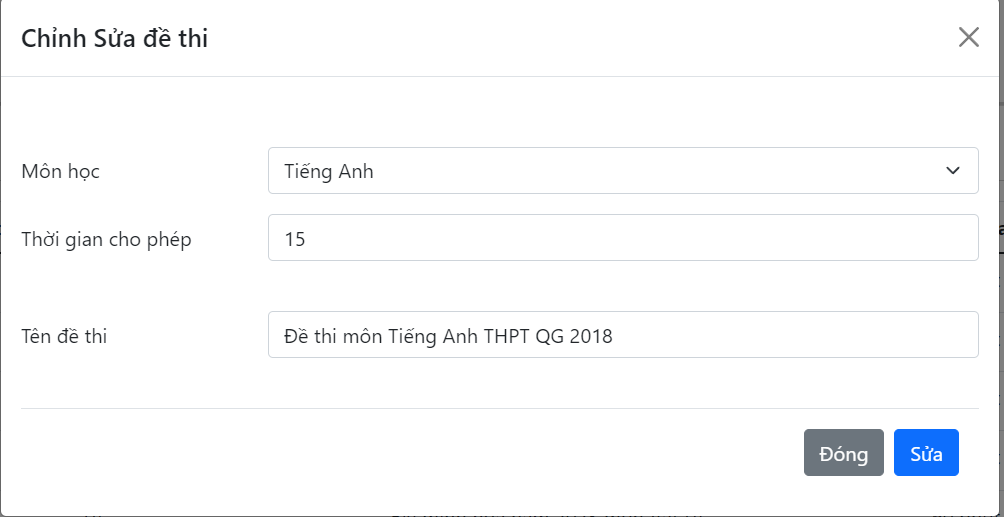 Chỉnh Sửa đề thi
Môn học
Tiếng Anh
Thời gian cho phép
15
Tên đề thi
Đề thi môn Tiếng Anh THPT QG 2018
Đóng
Sửa